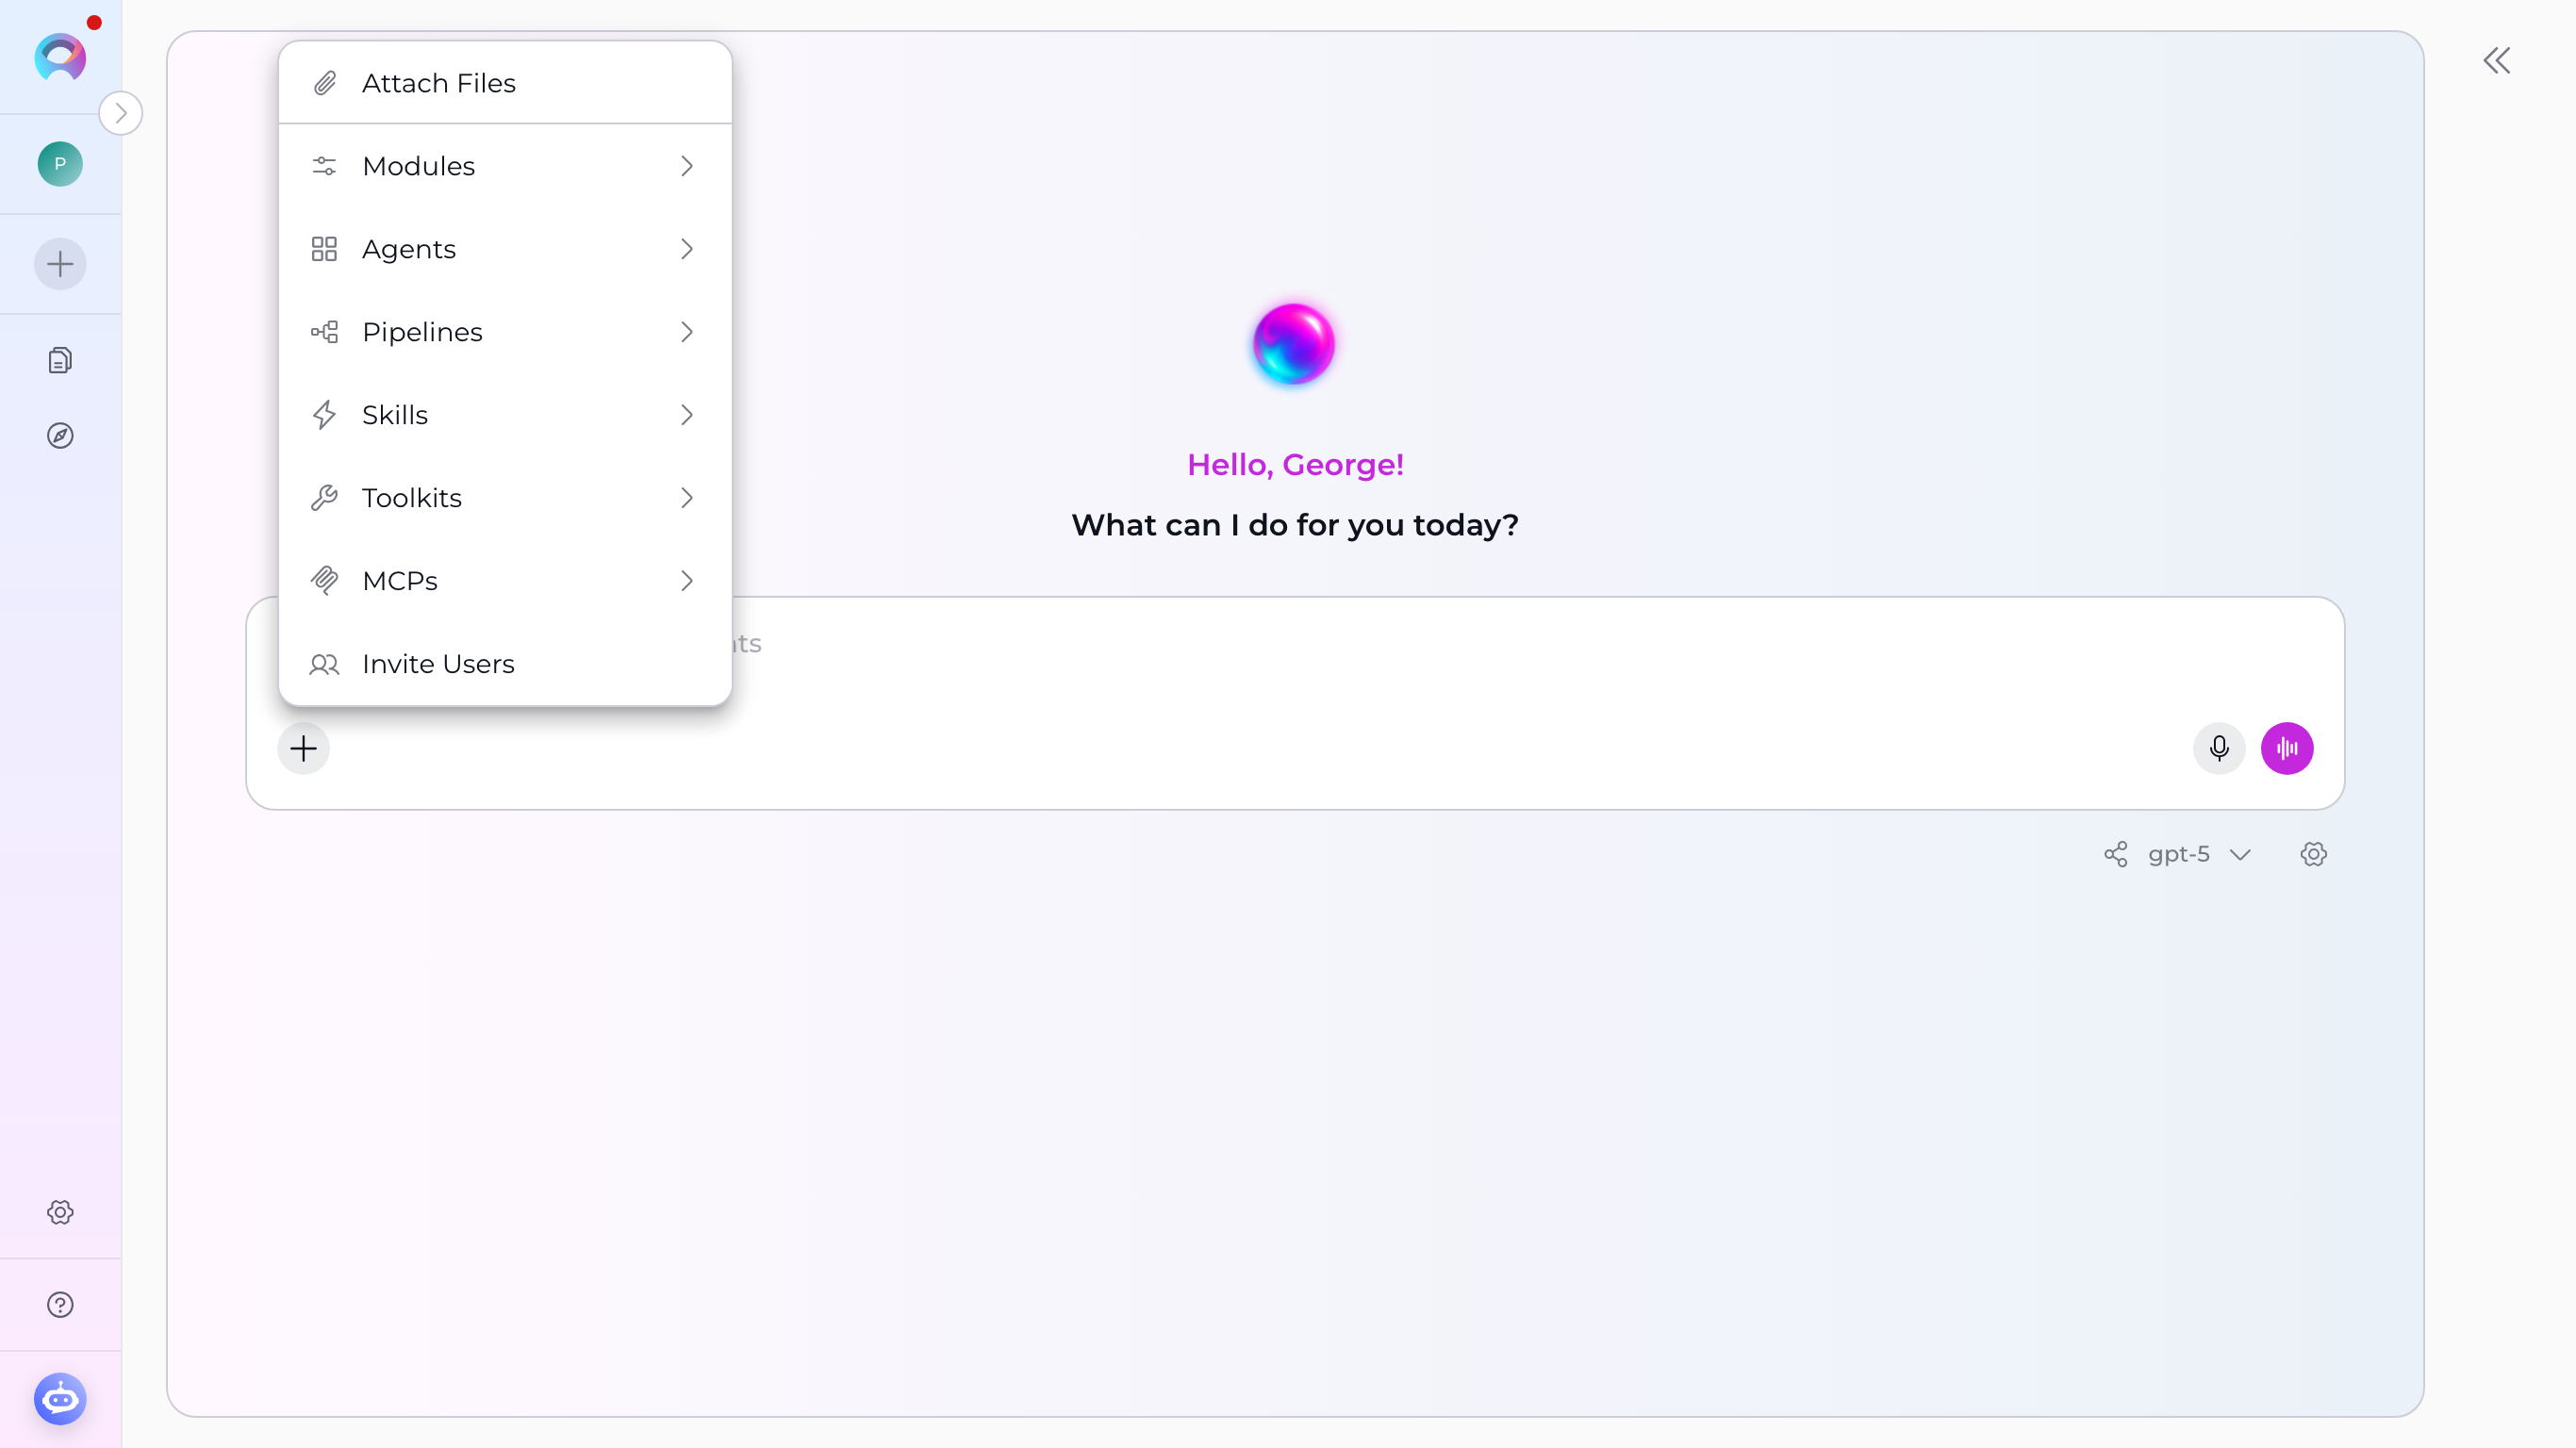 P
Attach Files
Modules
Agents
Pipelines
Skills
Toolkits
MCPs
Invite Users
Hello, George!
What can I do for you today?
gpt-5